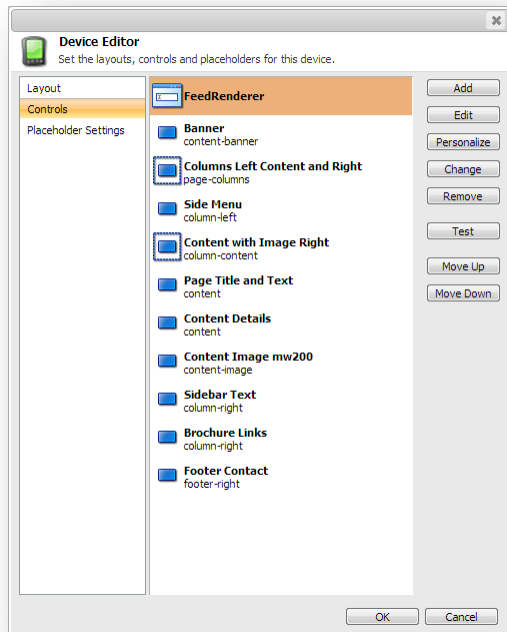 Device Editor
Set the layouts, controls and placeholders for this device.
Layout
Controls
Placeholder Settings
FeedRenderer
Banner
content-banner
Columns Left Content and Right
page-columns
Side Menu
column-left
Content with Image Right
column-content
Page Title and Text
content
Content Details
content
Content Image mw200
content-image
Sidebar Text
column-right
Brochure Links
column-right
Footer Contact
footer-right
Add
Edit
Personalize
Change
Remove
Test
Move Up
Move Down
OK
Cancel